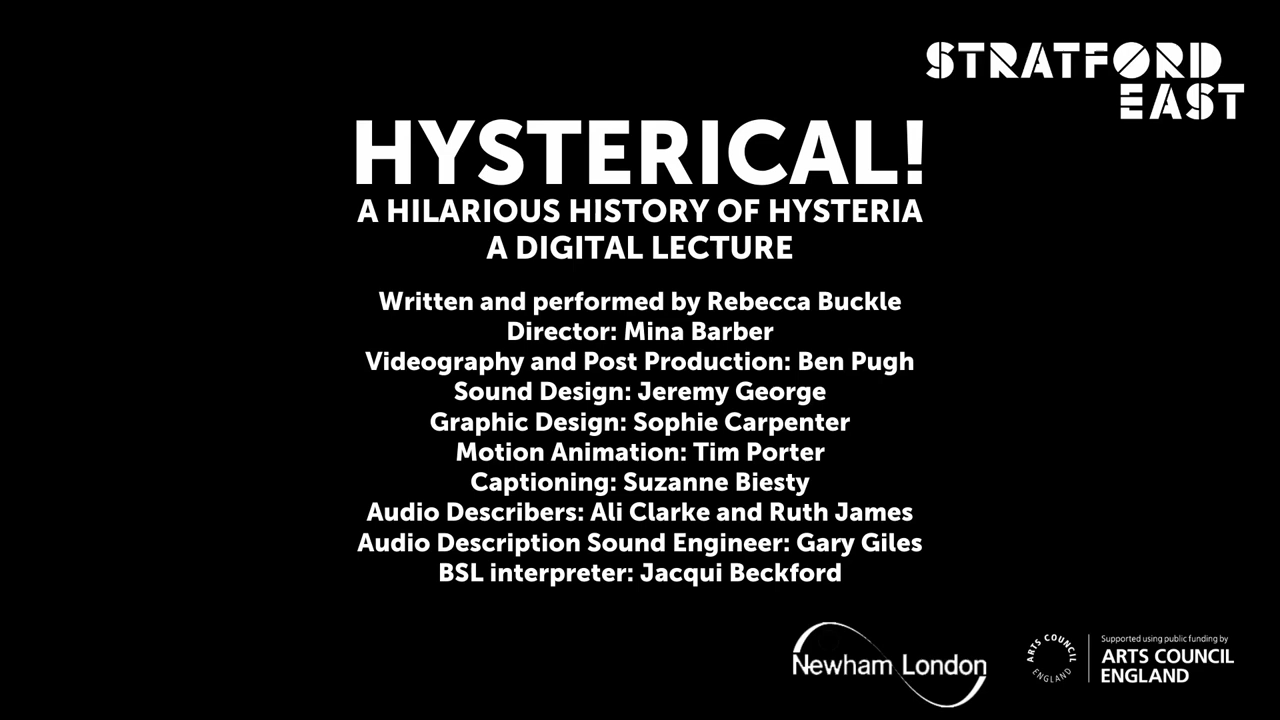 STRATFORD
EAST
HYSTERICAL!
A HILARIOUS HISTORY OF HYSTERIA
A DIGITAL LECTURE
Written and performed by Rebecca Buckle
Director: Mina Barber
Videography and Post Production: Ben Pugh
Sound Design: Jeremy George
Graphic Design: Sophie Carpenter
Motion Animation: Tim Porter
Captioning: Suzanne Biesty
Audio Describers: Ali Clarke and Ruth James
Audio Description Sound Engineer: Gary Giles
BSL interpreter: Jacqui Beckford
Newham London
ARTS COUNCIL
ENGLAND
Supported using public funding by
ARTS COUNCIL
ENGLAND